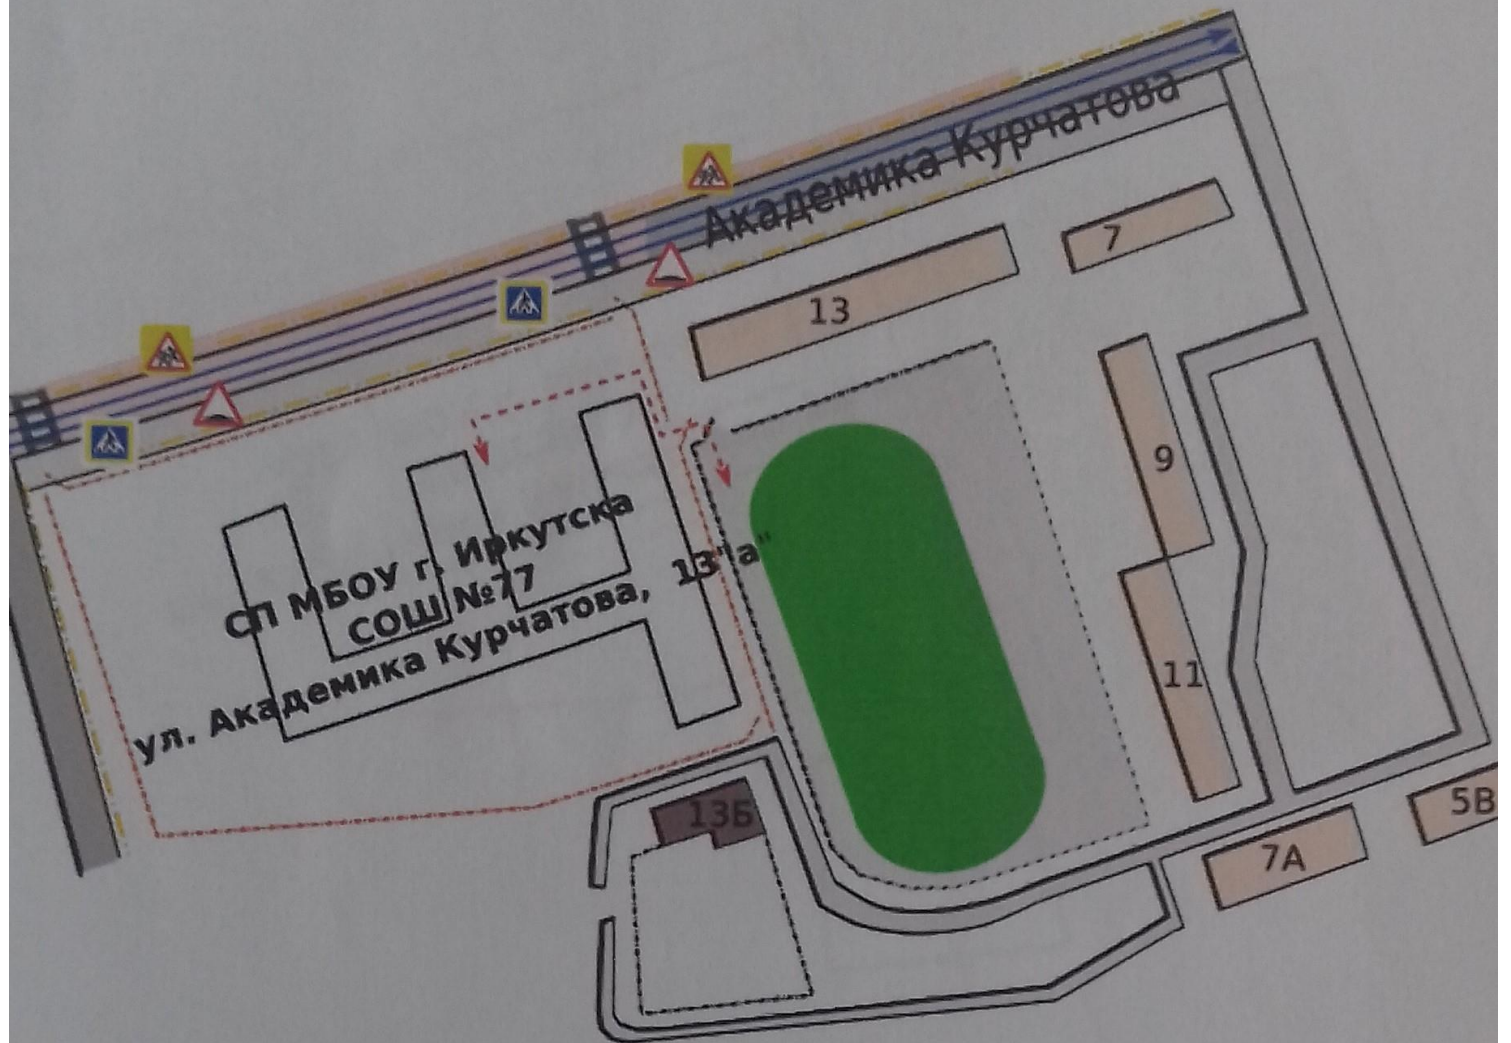 Академика Курчатова
7
13
9
СП МБОУ г. Иркутска
СОШ №77
ул. Академика Курчатова, 13"а"
11
13Б
7А
5В